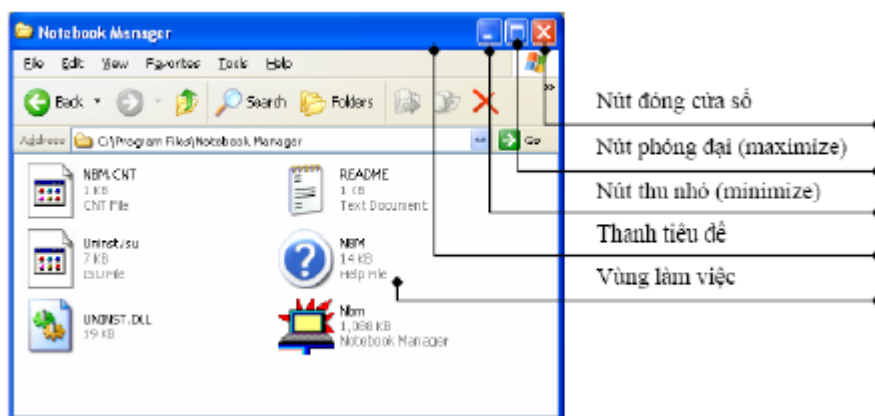 Notebook Manager
File Edit View Favorites Tools Help
Back Search Folders
Address C:\Program Files\Notebook Manager Go
NBM.CNT
1 KB
CNT File
README
1 KB
Text Document
Uninst.isu
7 KB
ISU File
NBM
14 KB
Help File
UNINST.DLL
19 KB
Nbm
1,088 KB
Notebook Manager
Nút đóng cửa sổ
Nút phóng đại (maximize)
Nút thu nhỏ (minimize)
Thanh tiêu đề
Vùng làm việc